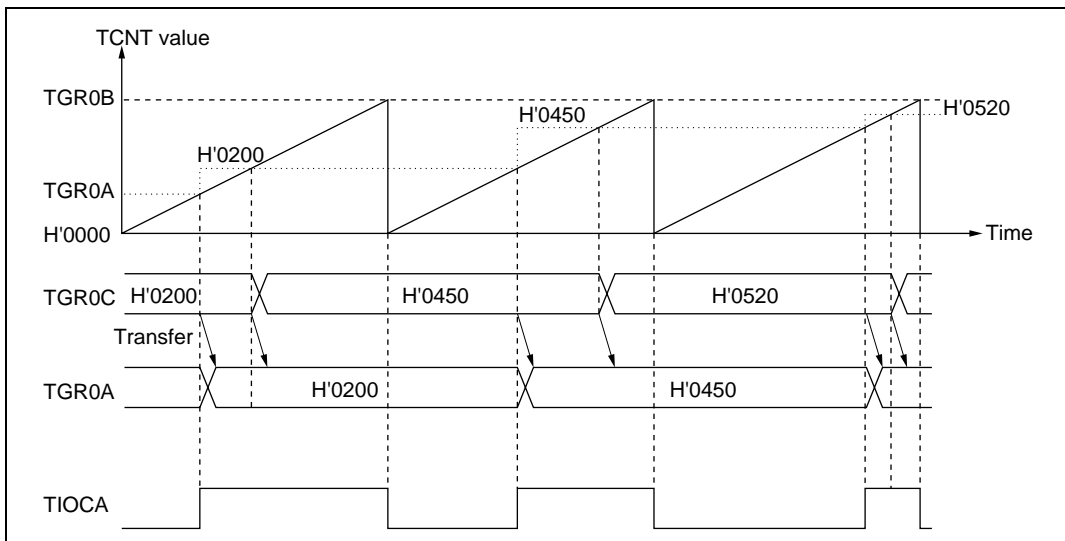 TCNT value
TGR0B
H'0520
H'0450
H'0200
TGR0A
H'0000
Time
H'0200
H'0450
H'0520
TGR0C
Transfer
H'0200
H'0450
TGR0A
TIOCA